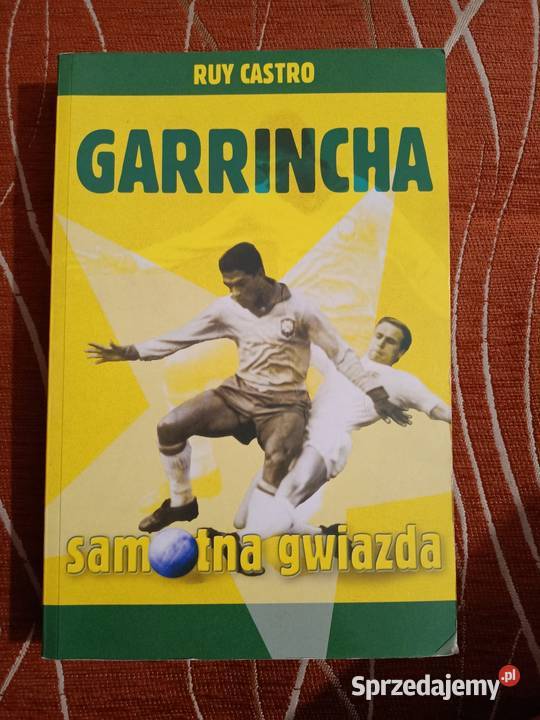 RUY CASTRO
GARRINCHA
samotna gwiazda
Sprzedajemy.pl